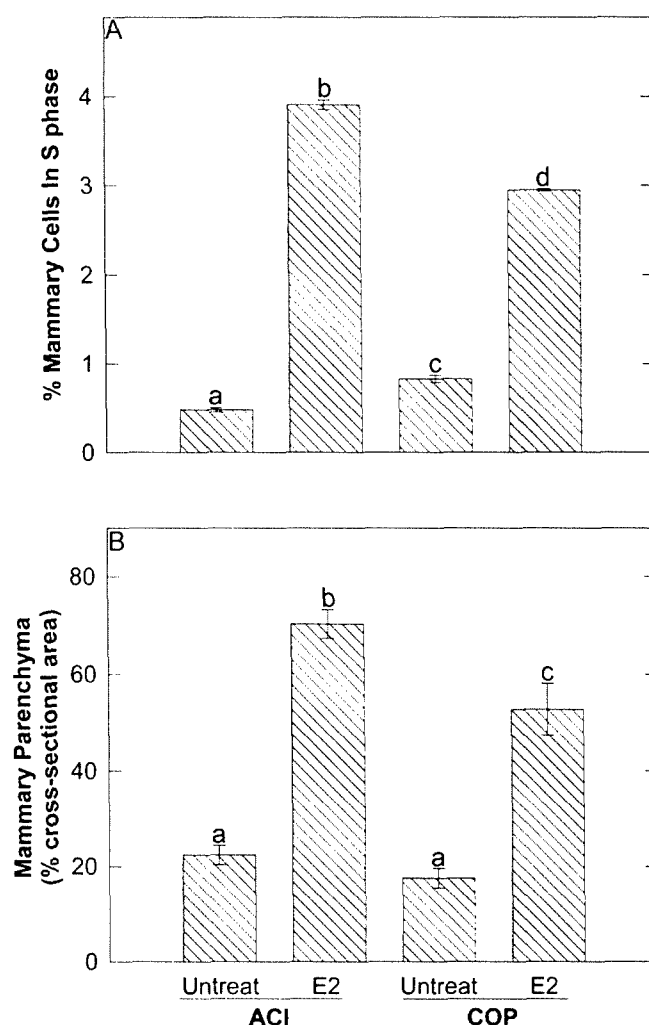 A
% Mammary Cells In S phase
4
3
2
1
0
a
b
c
d
B
Mammary Parenchyma
(% cross-sectional area)
80
60
40
20
0
a
b
a
c
Untreat E2 Untreat E2
ACI COP